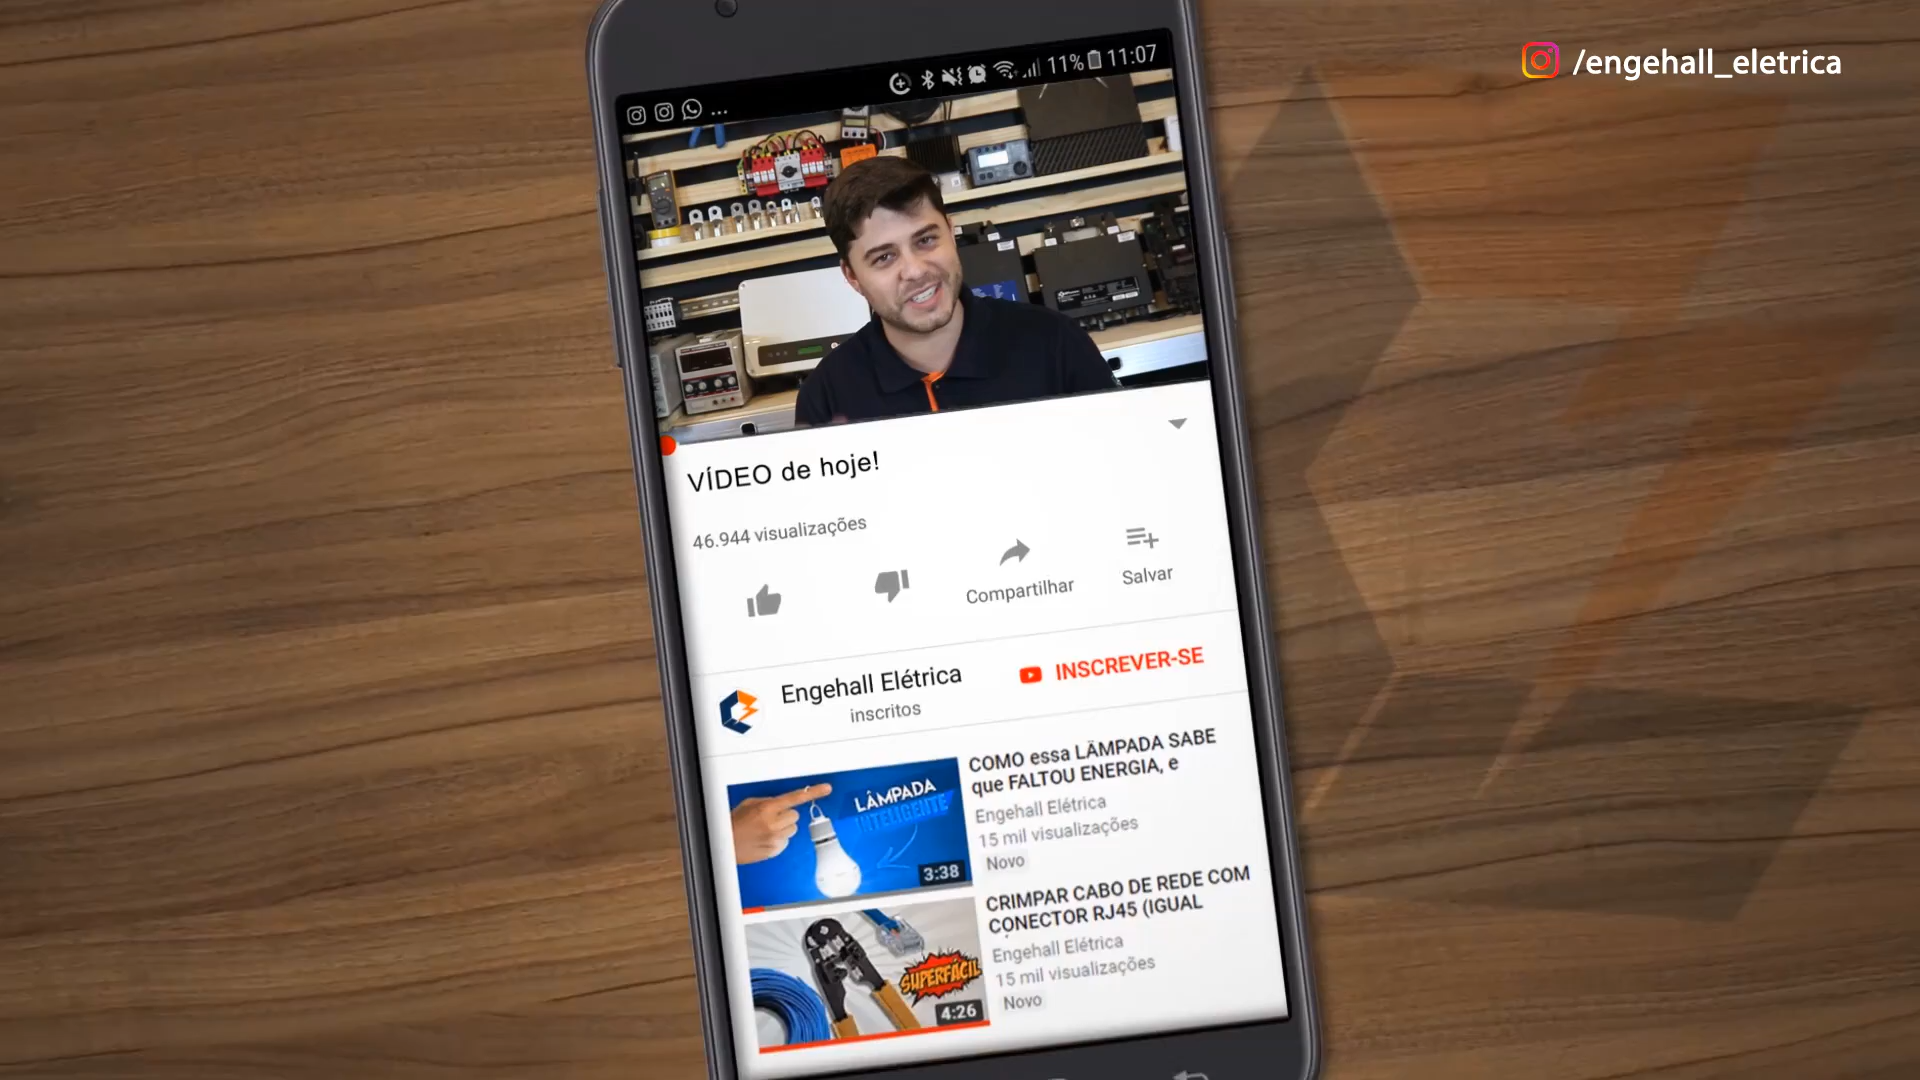 /engehall_eletrica
11% 11:07
...
VÍDEO de hoje!
46.944 visualizações
Compartilhar
Salvar
Engehall Elétrica
INSCREVER-SE
inscritos
LÂMPADA
INTELIGENTE
3:38
COMO essa LÂMPADA SABE
que FALTOU ENERGIA, e
Engehall Elétrica
15 mil visualizações
Novo
SUPERFÁCIL
4:26
CRIMPAR CABO DE REDE COM
CONECTOR RJ45 (IGUAL
Engehall Elétrica
15 mil visualizações
Novo